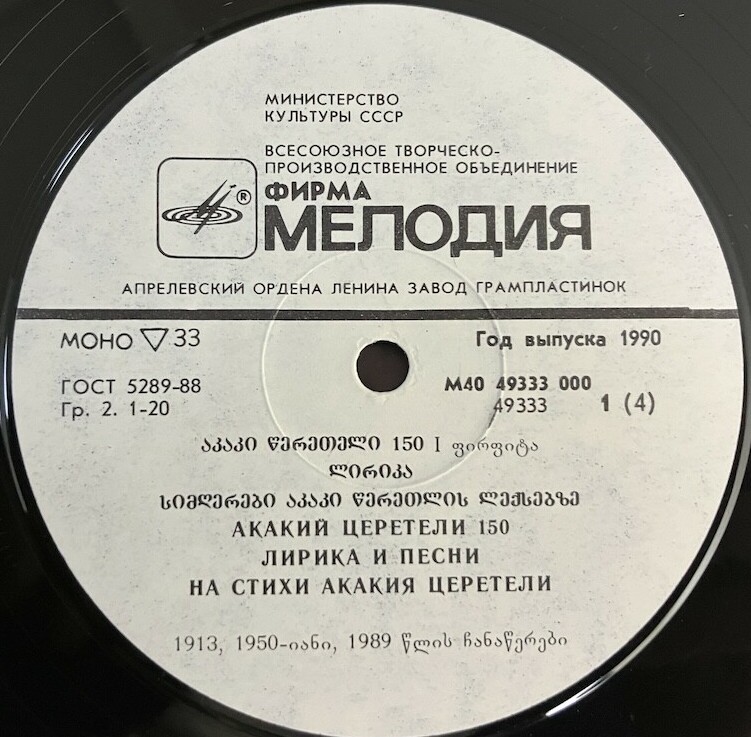 МИНИСТЕРСТВО
КУЛЬТУРЫ СССР
ВСЕСОЮЗНОЕ ТВОРЧЕСКО-
ПРОИЗВОДСТВЕННОЕ ОБЪЕДИНЕНИЕ
®
ФИРМА
МЕЛОДИЯ
АПРЕЛЕВСКИЙ ОРДЕНА ЛЕНИНА ЗАВОД ГРАМПЛАСТИНОК
МОНО ▽ 33
Год выпуска 1990
ГОСТ 5289-88
М40 49333 000
Гр. 2. 1-20
49333 1 (4)
აკაკი წერეთელი 150 I ფირფიტა
ლირიკა
სიმღერები აკაკი წერეთლის ლექსებზე
АКАКИЙ ЦЕРЕТЕЛИ 150
ЛИРИКА И ПЕСНИ
НА СТИХИ АКАКИЯ ЦЕРЕТЕЛИ
1913, 1950-იანი, 1989 წლის ჩანაწერები